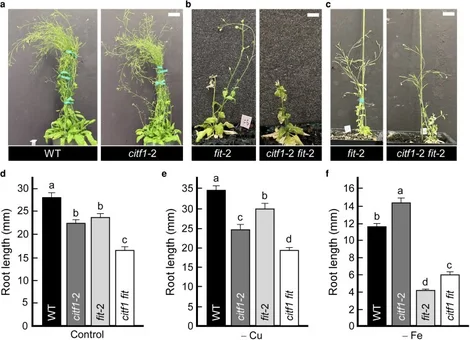 a
b
c
WT
citf1-2
fit-2
citf1-2 fit-2
fit-2
citf1-2 fit-2
d
e
f
Root length (mm)
30
25
20
15
10
5
0
a
b
b
c
WT
citf1-2
fit-2
citf1 fit
Control
Root length (mm)
35
30
25
20
15
10
5
0
a
c
b
d
WT
citf1-2
fit-2
citf1 fit
– Cu
Root length (mm)
16
14
12
10
8
6
4
2
0
b
a
d
c
WT
citf1-2
fit-2
citf1 fit
– Fe